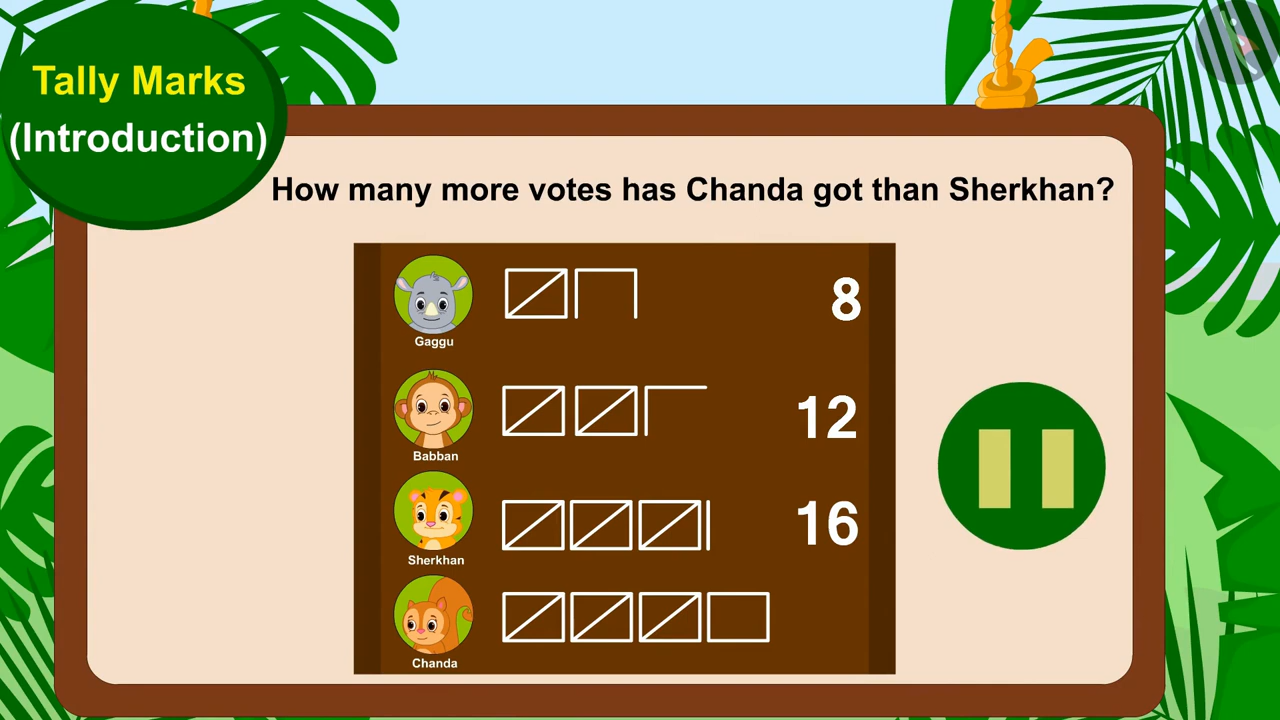 Tally Marks
(Introduction)
How many more votes has Chanda got than Sherkhan?
Gaggu
8
Babban
12
Sherkhan
16
Chanda